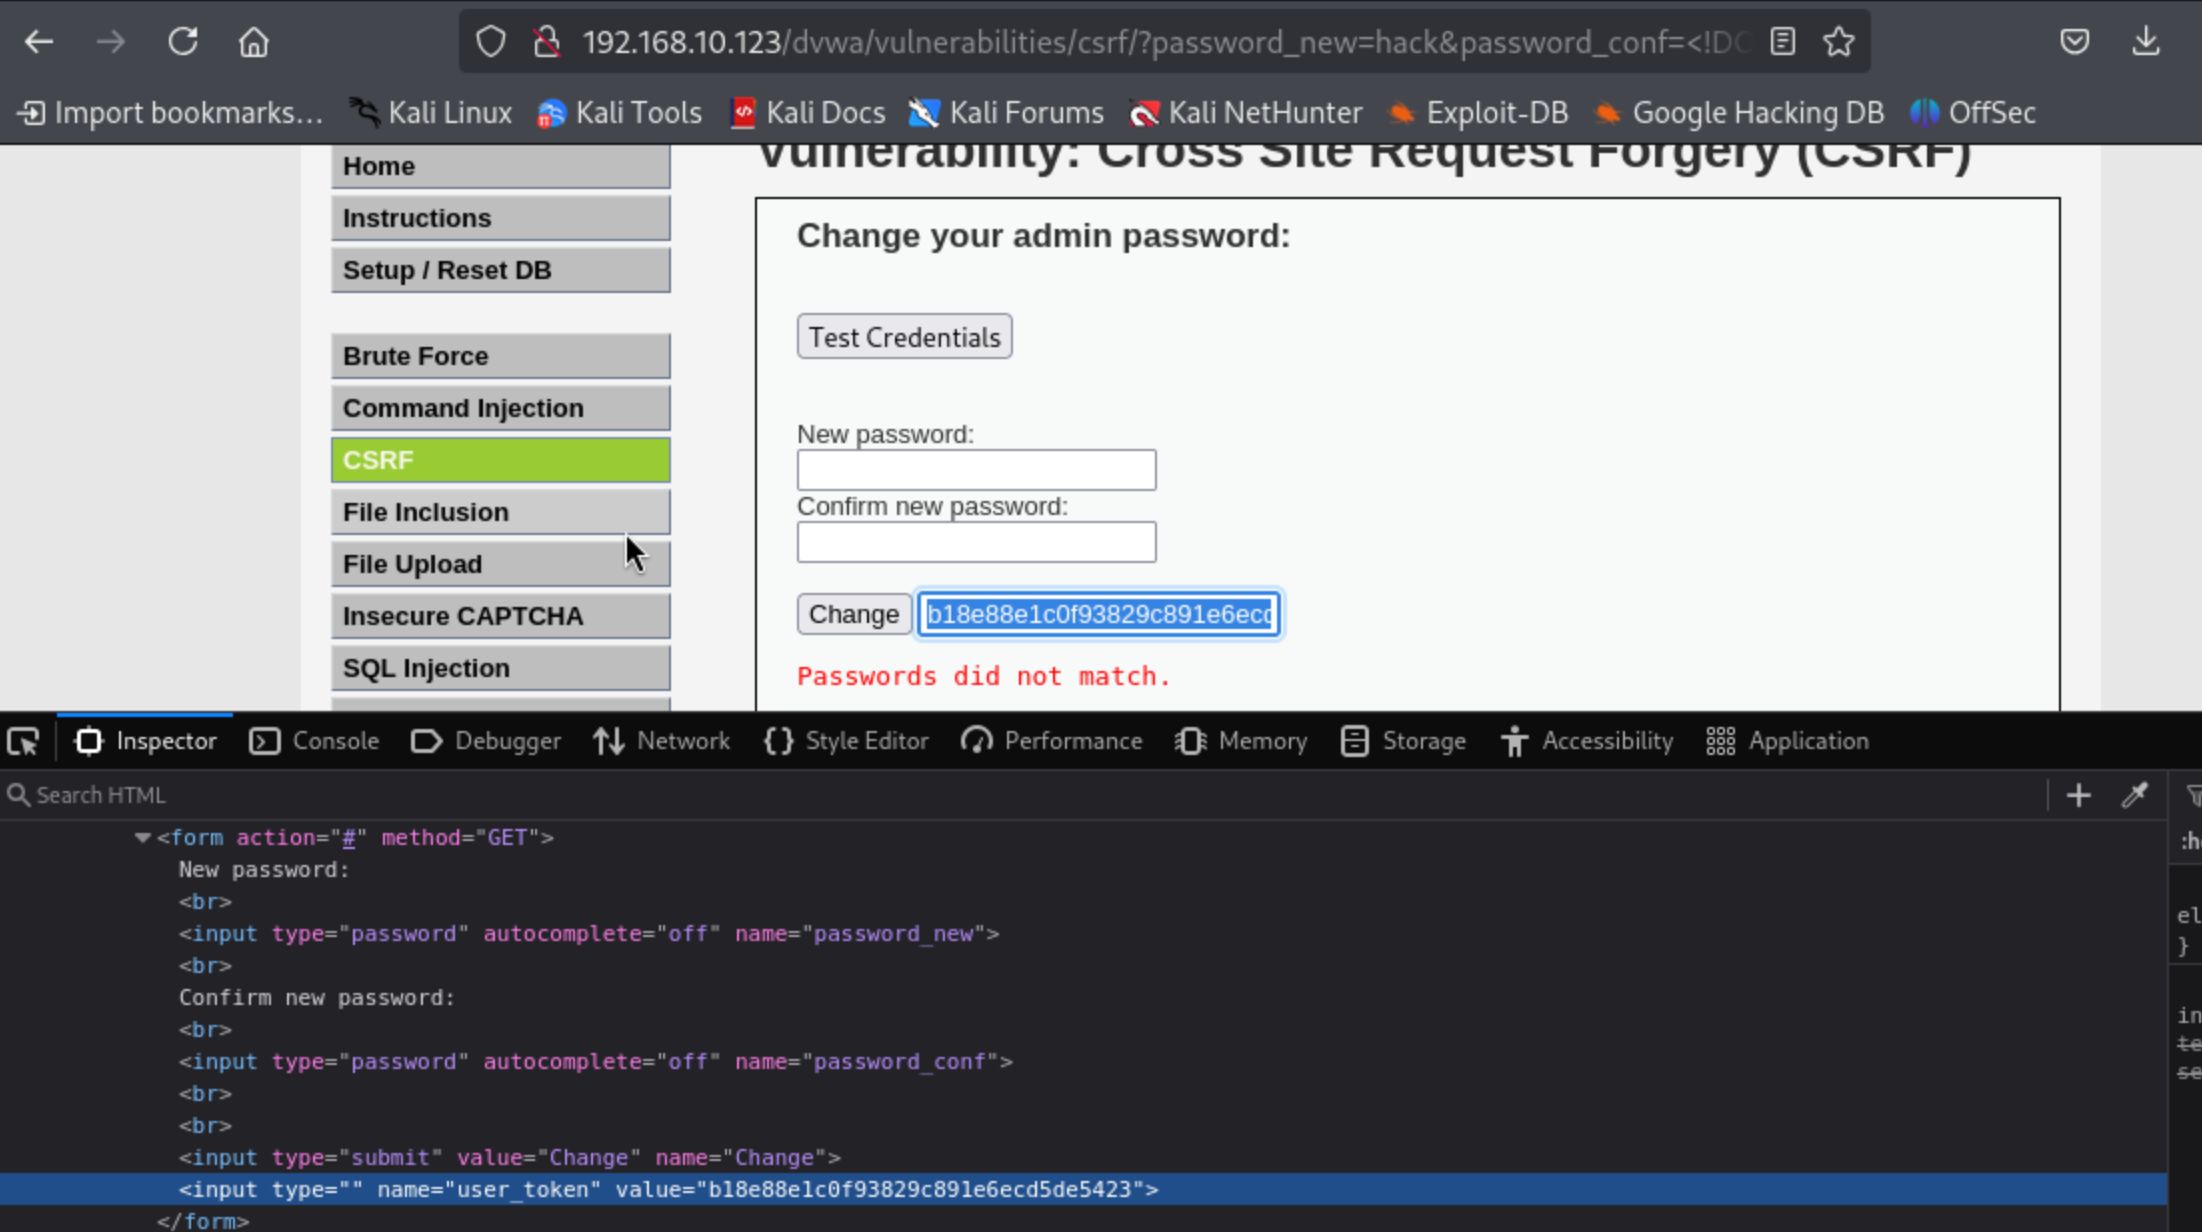 192.168.10.123/dvwa/vulnerabilities/csrf/?password_new=hack&password_conf=<!DC
Import bookmarks... Kali Linux Kali Tools Kali Docs Kali Forums Kali NetHunter Exploit-DB Google Hacking DB OffSec
Vulnerability: Cross Site Request Forgery (CSRF)
Home
Instructions
Setup / Reset DB
Brute Force
Command Injection
CSRF
File Inclusion
File Upload
Insecure CAPTCHA
SQL Injection
Change your admin password:
Test Credentials
New password:
Confirm new password:
Change b18e88e1c0f93829c891e6ecd
Passwords did not match.
Inspector Console Debugger Network Style Editor Performance Memory Storage Accessibility Application
Search HTML
<form action="#" method="GET">
New password:
<br>
<input type="password" autocomplete="off" name="password_new">
<br>
Confirm new password:
<br>
<input type="password" autocomplete="off" name="password_conf">
<br>
<br>
<input type="submit" value="Change" name="Change">
<input type="" name="user_token" value="b18e88e1c0f93829c891e6ecd5de5423">
</form>
:h
el
}
in
te
se